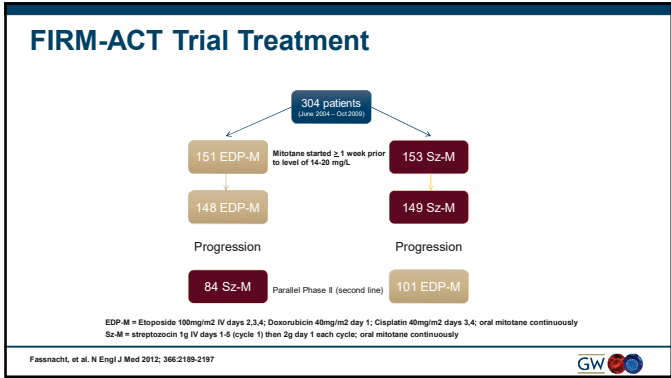 FIRM-ACT Trial Treatment
304 patients
(June 2004 – Oct 2009)
151 EDP-M
Mitotane started ≥ 1 week prior
to level of 14-20 mg/L
153 Sz-M
148 EDP-M
149 Sz-M
Progression
Progression
84 Sz-M
Parallel Phase II (second line)
101 EDP-M
EDP-M = Etoposide 100mg/m2 IV days 2,3,4; Doxorubicin 40mg/m2 day 1; Cisplatin 40mg/m2 days 3,4; oral mitotane continuously
Sz-M = streptozocin 1g IV days 1-5 (cycle 1) then 2g day 1 each cycle; oral mitotane continuously
Fassnacht, et al. N Engl J Med 2012; 366:2189-2197
GW